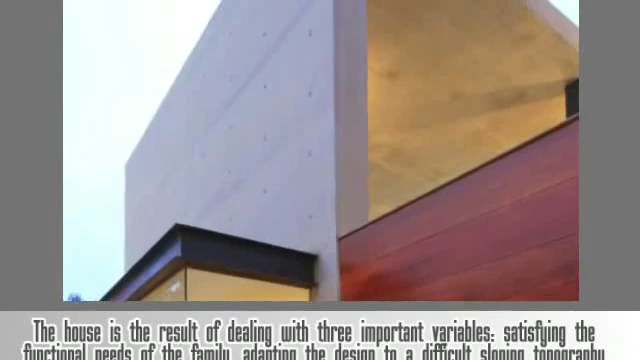 The house is the result of dealing with three important variables: satisfying the
functional needs of the family, adapting the design to a difficult sloping topography